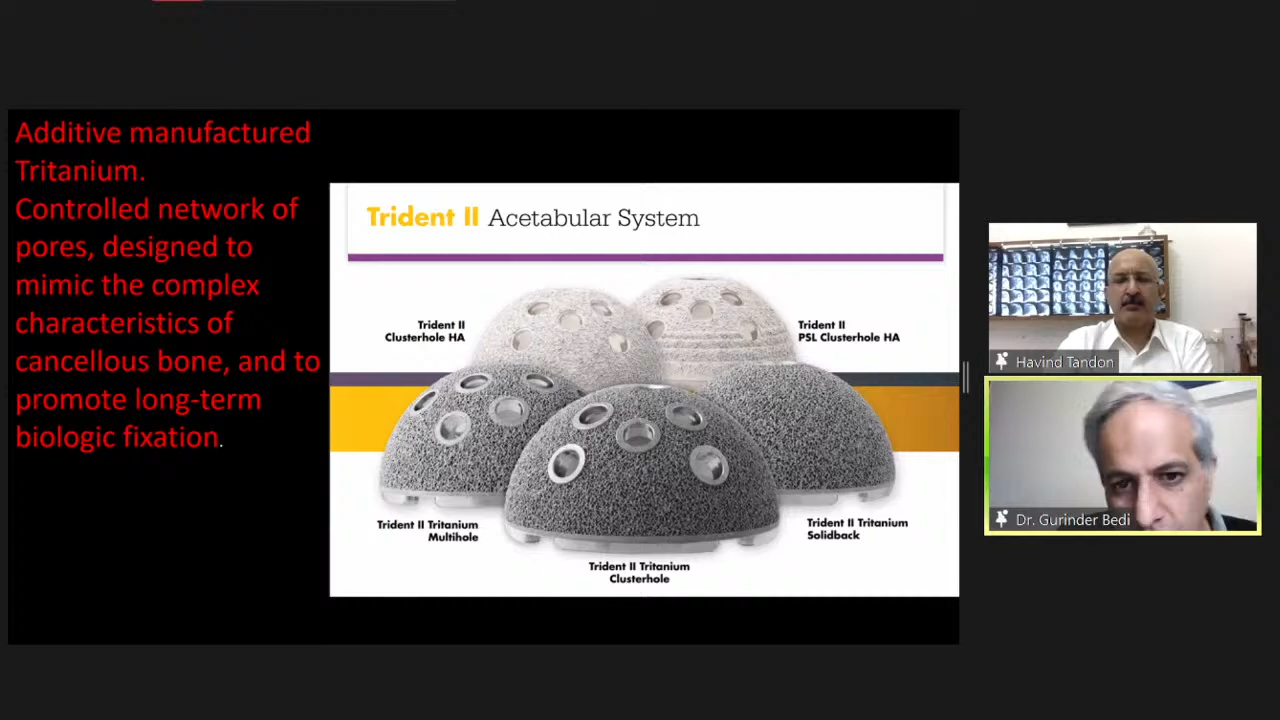 Additive manufactured
Tritanium.
Controlled network of
pores, designed to
mimic the complex
characteristics of
cancellous bone, and to
promote long-term
biologic fixation.
Trident II Acetabular System
Trident II
Clusterhole HA
Trident II
PSL Clusterhole HA
Trident II Tritanium
Multihole
Trident II Tritanium
Solidback
Trident II Tritanium
Clusterhole
Havind Tandon
Dr. Gurinder Bedi